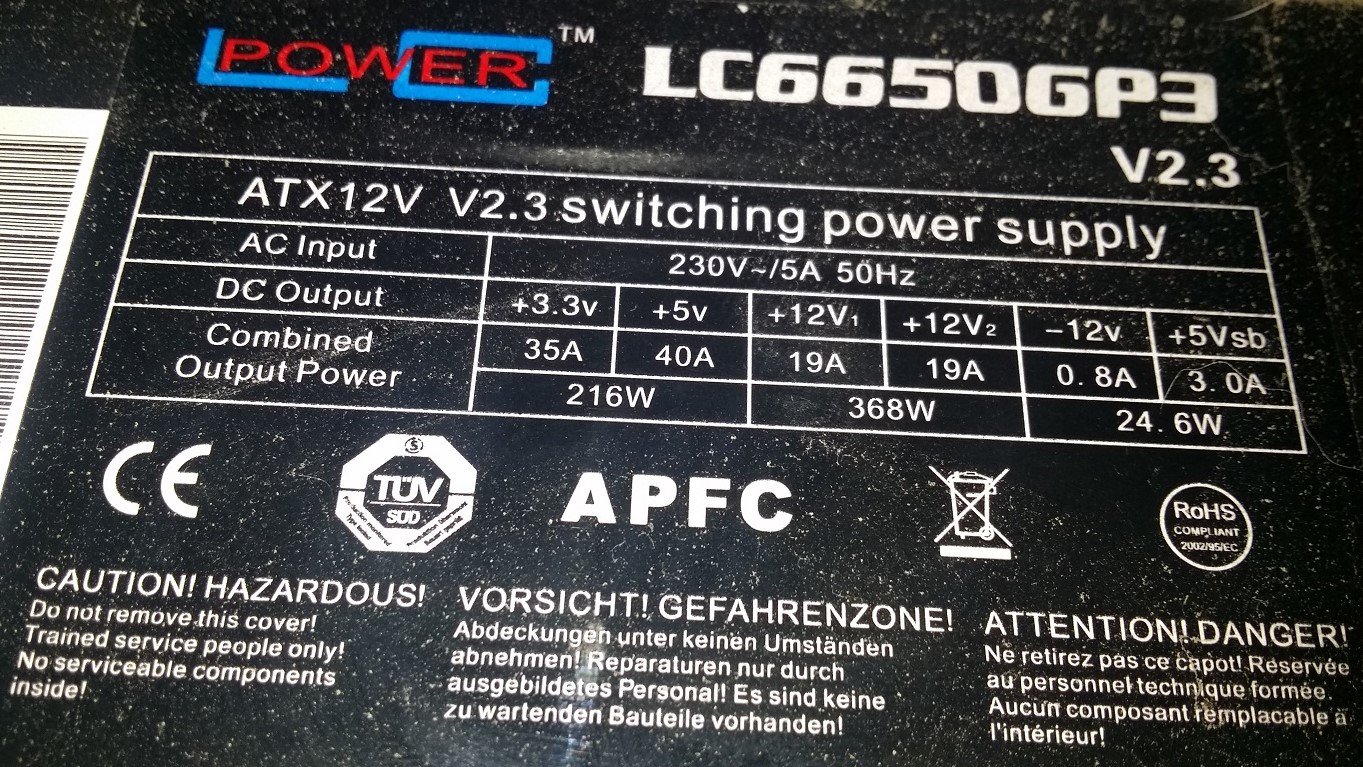 POWER™ LC6650GP3
V2.3
ATX12V V2.3 switching power supply
AC Input 230V~/5A 50Hz
DC Output +3.3v +5v +12V₁ +12V₂ −12v +5Vsb
Combined Output Power 35A 40A 19A 19A 0.8A 3.0A
216W 368W 24.6W
CE
TÜV
SÜD
APFC
RoHS
COMPLIANT
2002/95/EC
CAUTION! HAZARDOUS!
Do not remove this cover!
Trained service people only!
No serviceable components
inside!
VORSICHT! GEFAHRENZONE!
Abdeckungen unter keinen Umständen
abnehmen! Reparaturen nur durch
ausgebildetes Personal! Es sind keine
zu wartenden Bauteile vorhanden!
ATTENTION! DANGER!
Ne retirez pas ce capot! Réservée
au personnel technique formée.
Aucun composant remplacable à
l'intérieur!